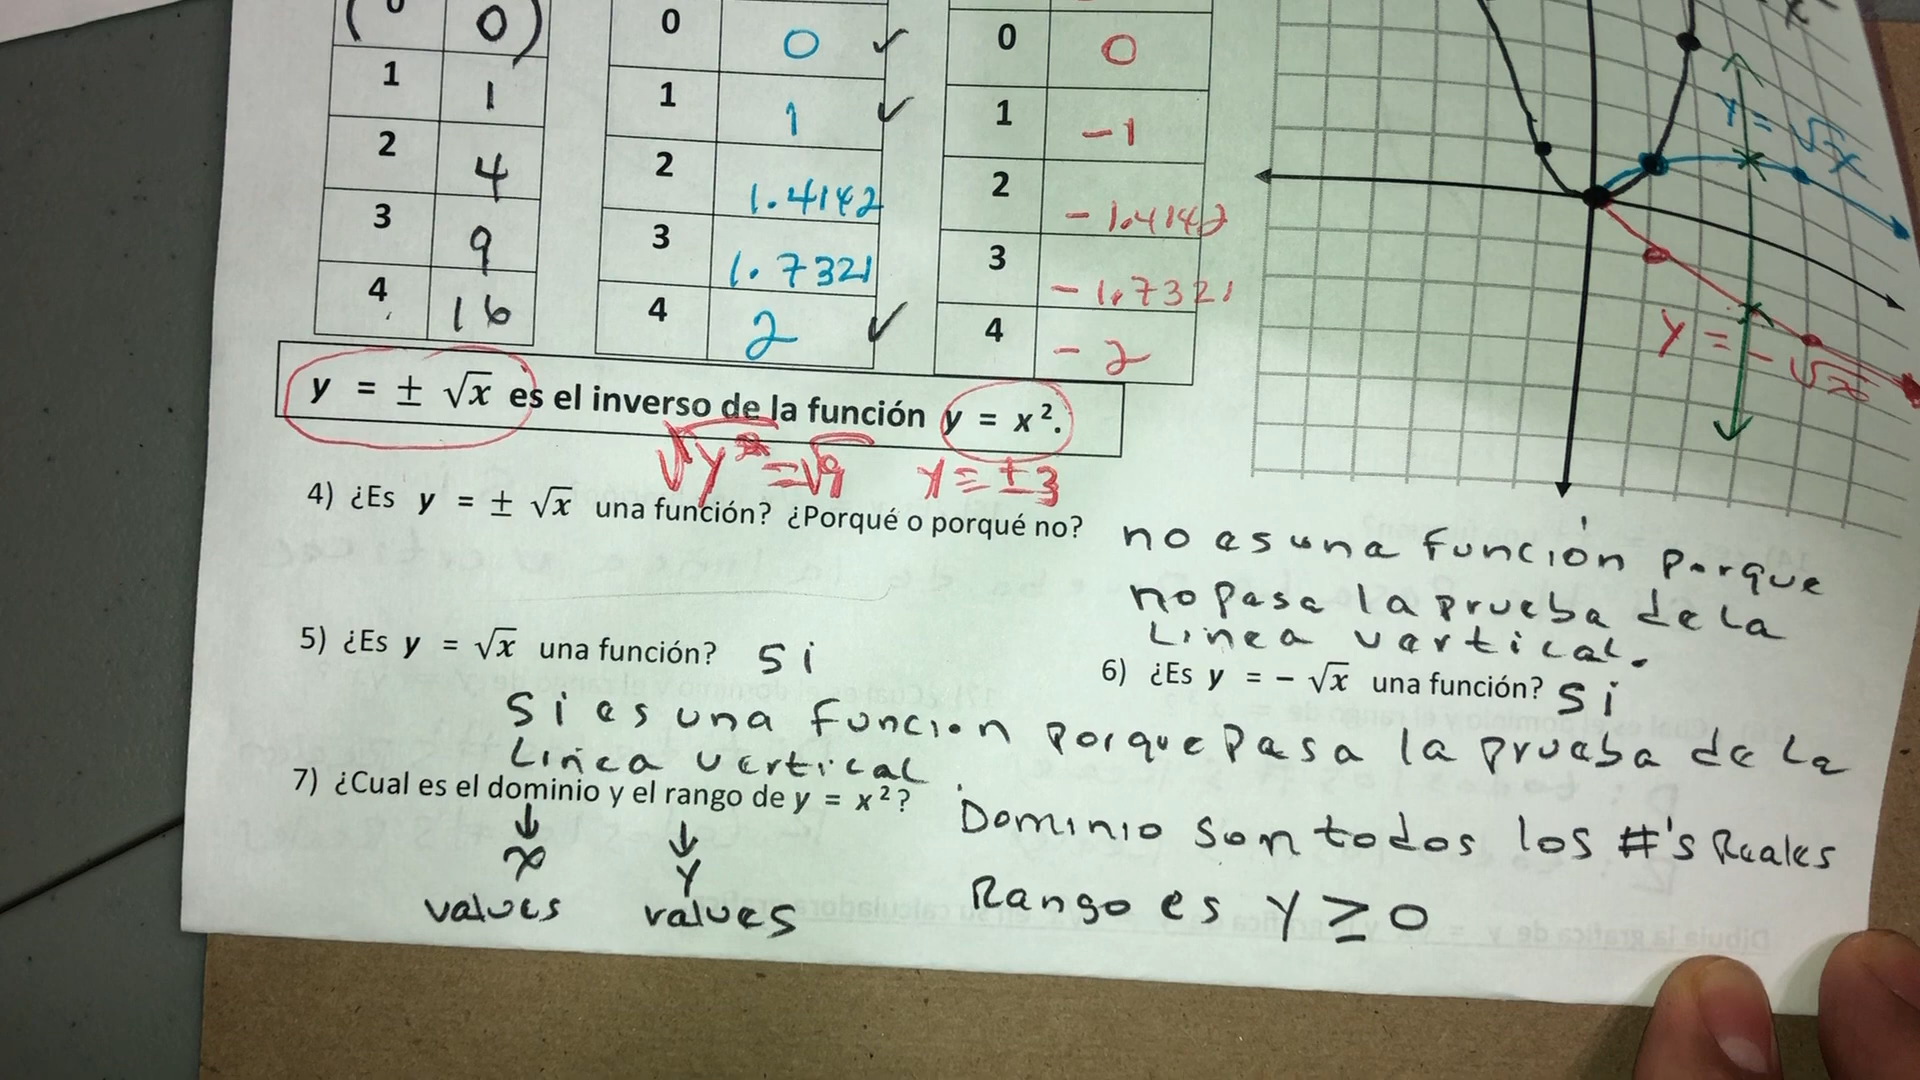 0 0 0 0 ✓ 0 0
1 1 1 1 ✓ 1 -1
2 4 2 1.4142 2 -1.4142
3 9 3 1.7321 3 -1.7321
4 16 4 2 ✓ 4 -2
y = √x
y = -√x
y = ± √x es el inverso de la función y = x².
√y² = √9 y = ±3
4) ¿Es y = ± √x una función? ¿Porqué o porqué no?
no es una función porque
no pasa la prueba de la
Linea vertical.
5) ¿Es y = √x una función? Si
6) ¿Es y = − √x una función? Si
Si es una funcion porque pasa la prueba de la
Linea vertical
7) ¿Cual es el dominio y el rango de y = x²?
Dominio son todos los #'s Reales
↓ ↓
x y
values values
Rango es y ≥ 0